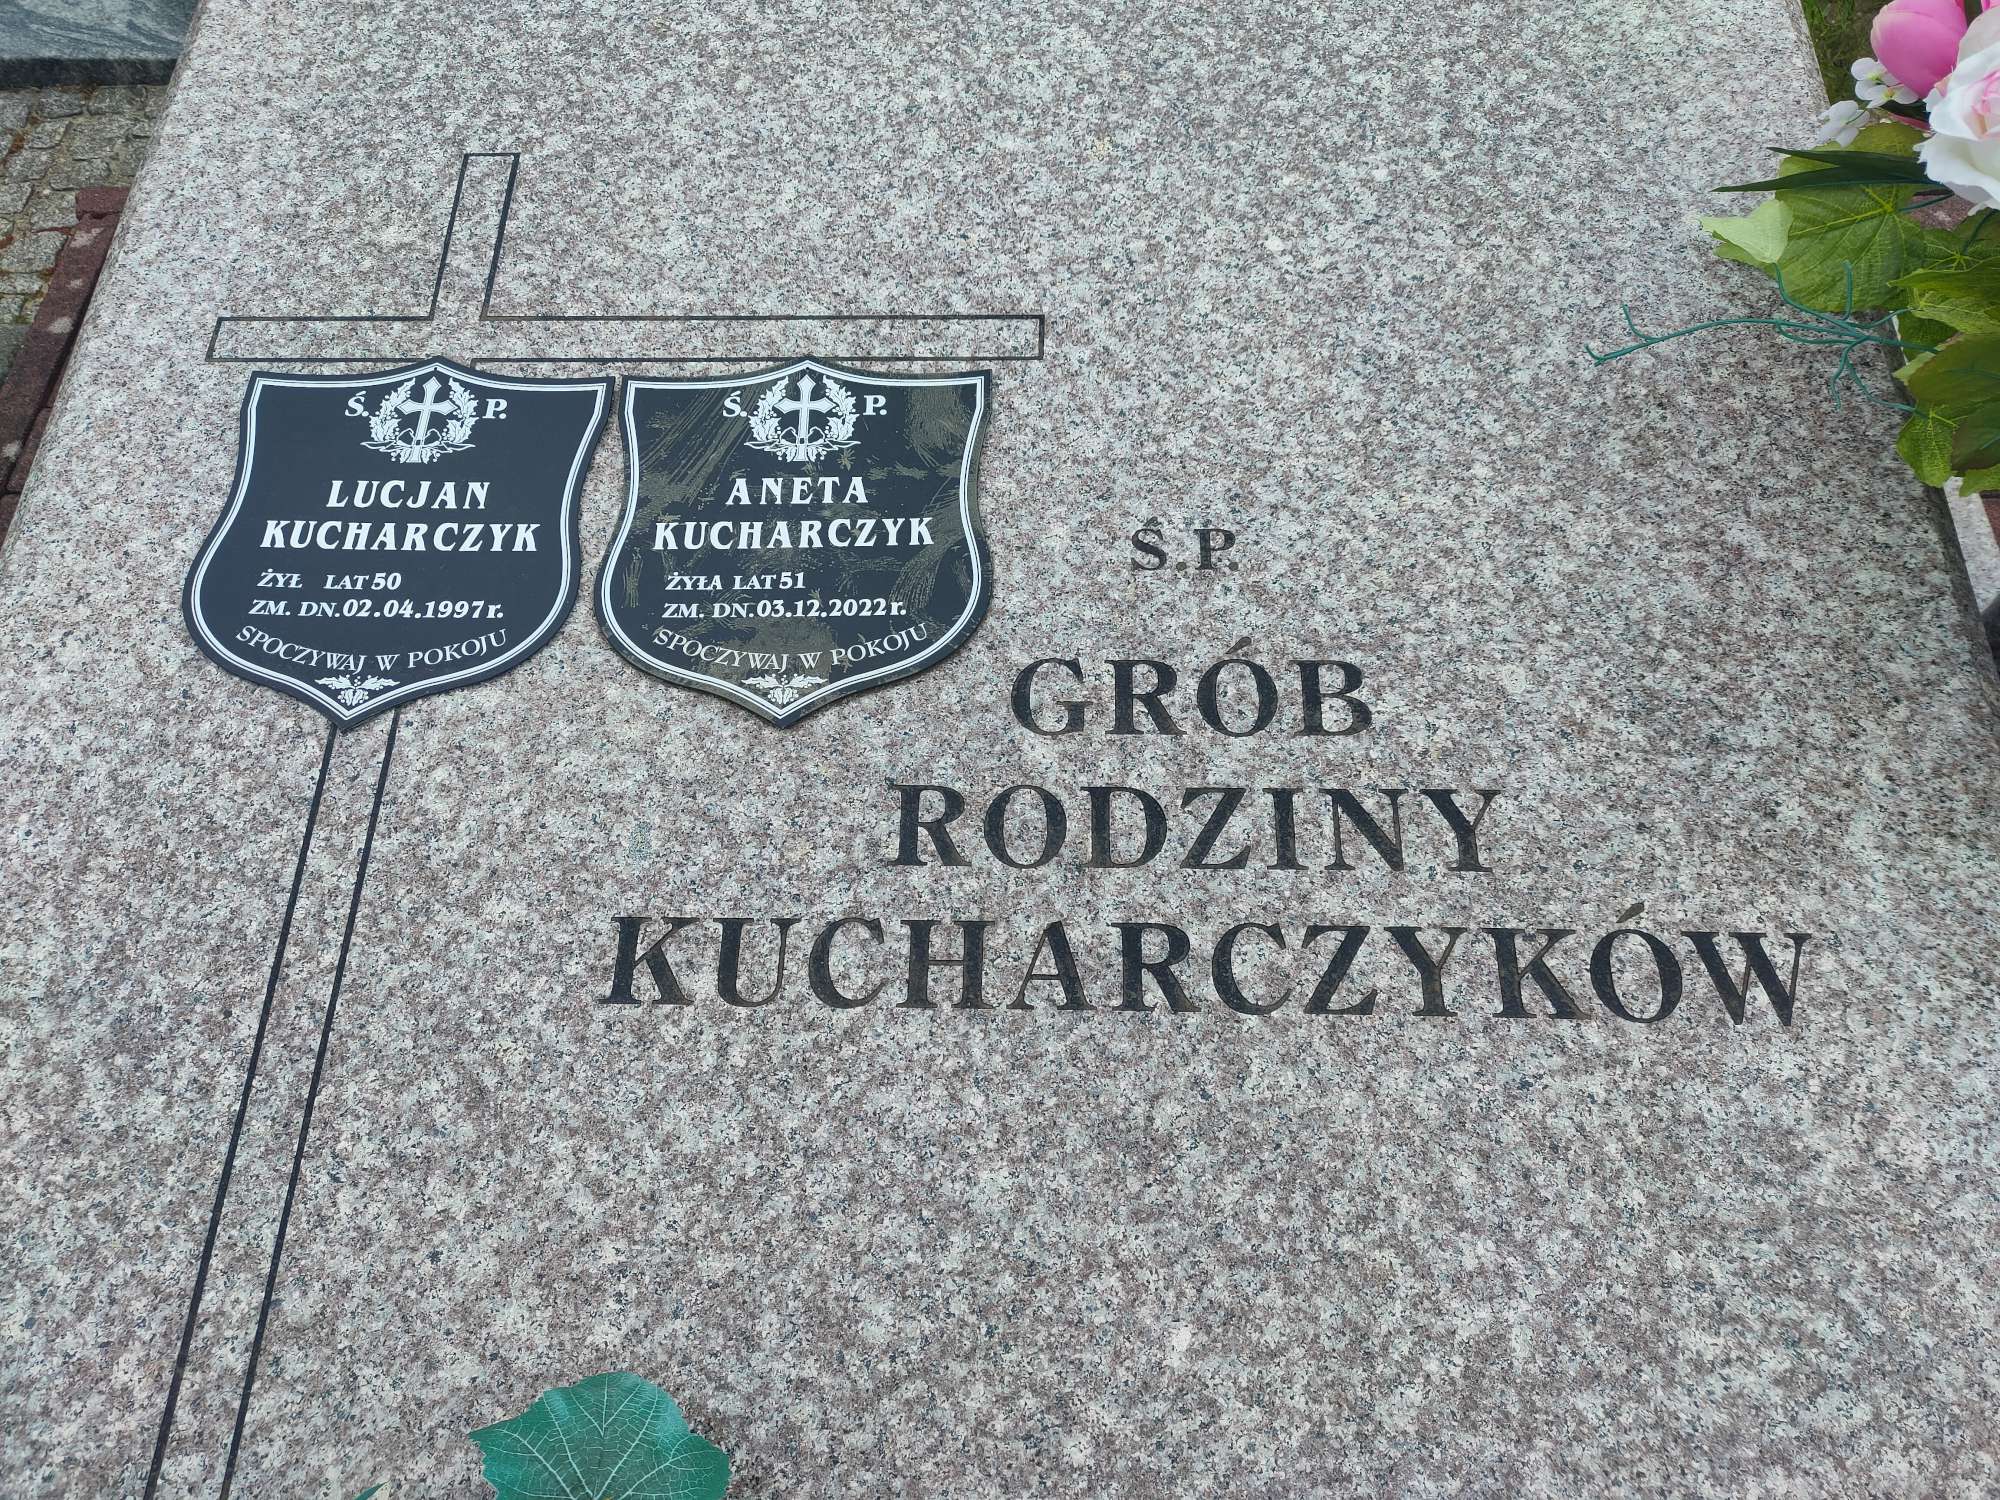 Ś. P.
LUCJAN
KUCHARCZYK
ŻYŁ LAT 50
ZM. DN. 02.04.1997 r.
SPOCZYWAJ W POKOJU
Ś. P.
ANETA
KUCHARCZYK
ŻYŁA LAT 51
ZM. DN. 03.12.2022 r.
SPOCZYWAJ W POKOJU
Ś.P.
GRÓB
RODZINY
KUCHARCZYKÓW